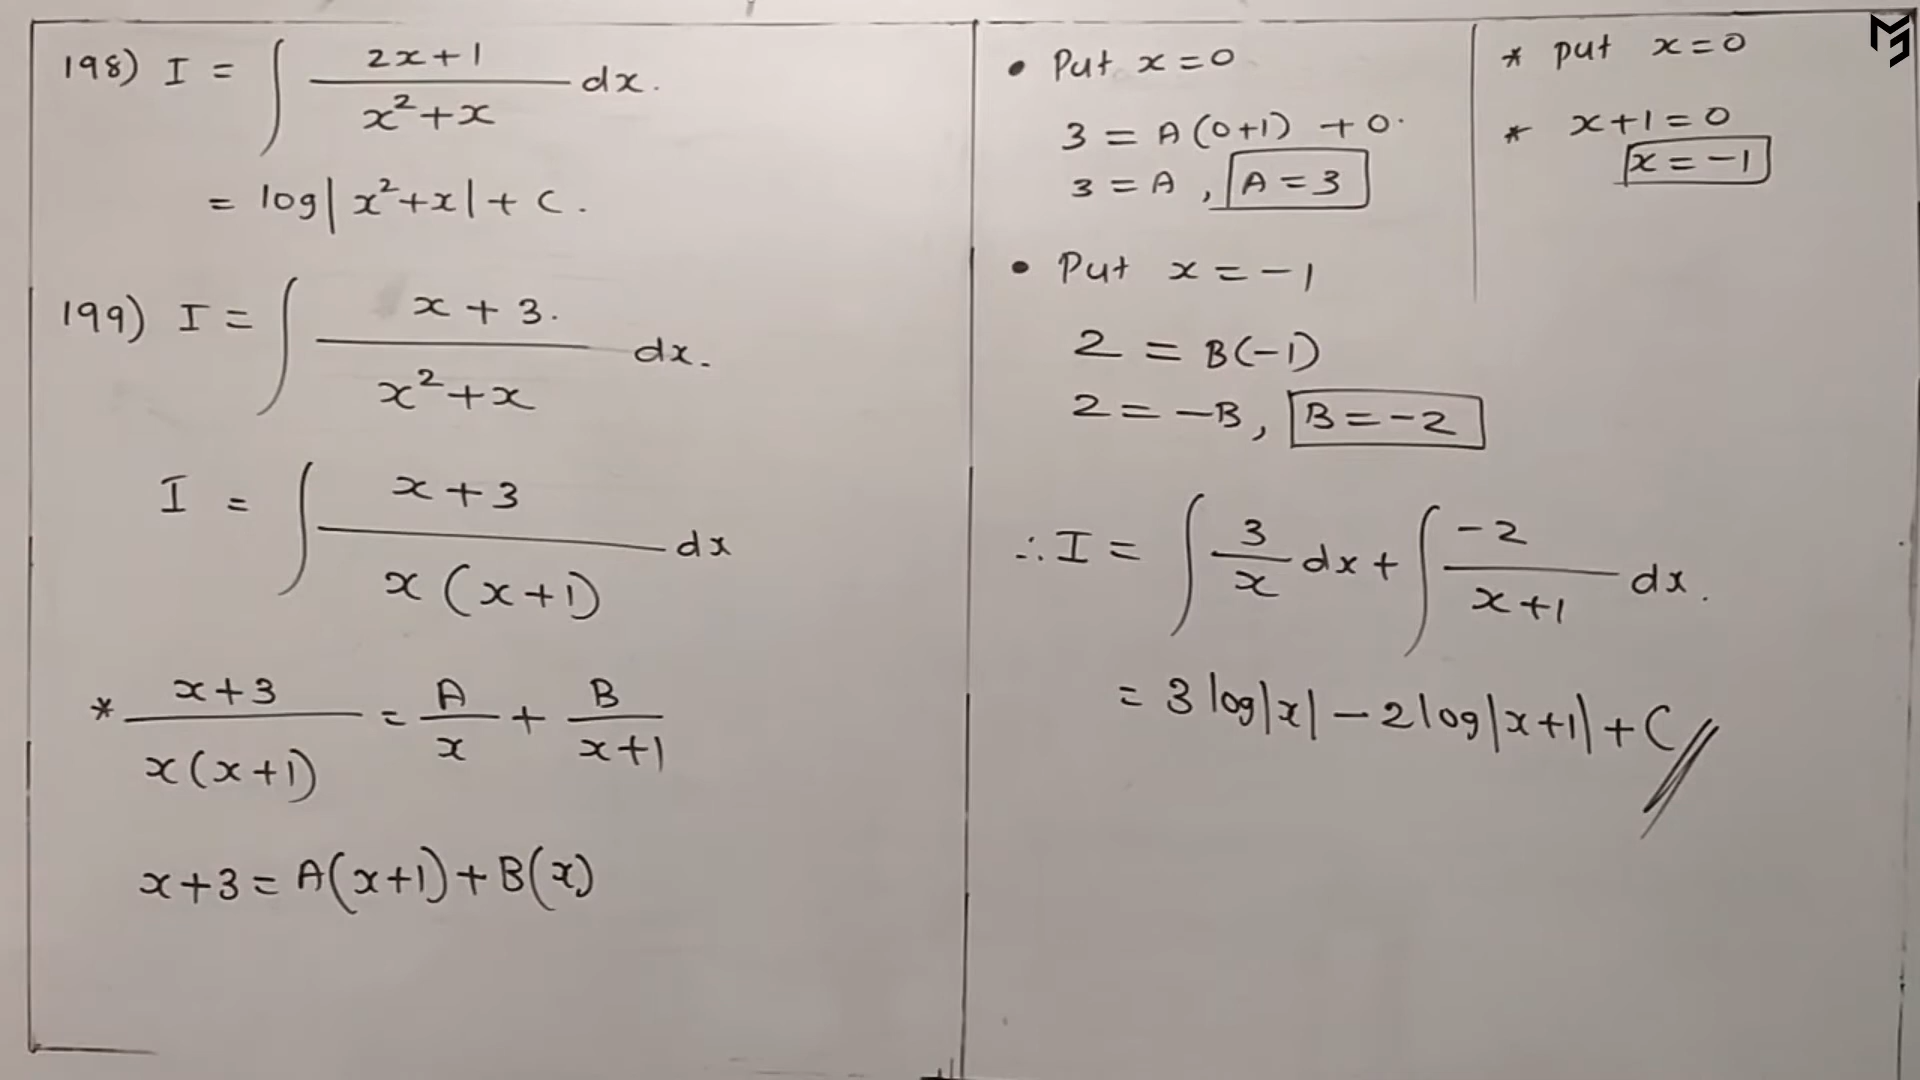 198) I = ∫ 2x+1 / x²+x dx.
= log|x²+x| + C.
199) I = ∫ x+3. / x²+x dx.
I = ∫ x+3 / x(x+1) dx
* x+3 / x(x+1) = A/x + B/x+1
x+3 = A(x+1) + B(x)
• Put x=0
3 = A(0+1) + 0.
3 = A, A = 3
• Put x = -1
2 = B(-1)
2 = -B, B = -2
∴ I = ∫ 3/x dx + ∫ -2/x+1 dx.
= 3 log|x| - 2 log|x+1| + C //
* put x=0
* x+1=0
x = -1